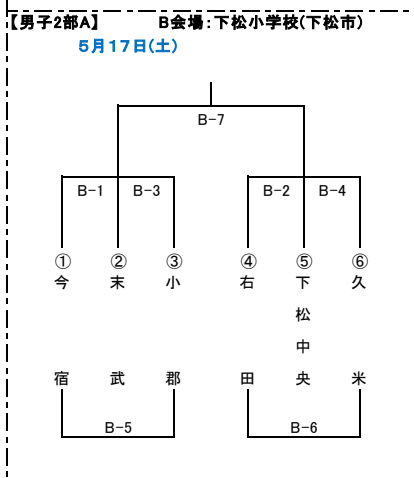 【男子2部A】 B会場:下松小学校(下松市)
5月17日(土)
B-7
B-1 B-3 B-2 B-4
① ② ③ ④ ⑤ ⑥
今宿 末武 小郡 右田 下松中央 久米
B-5 B-6